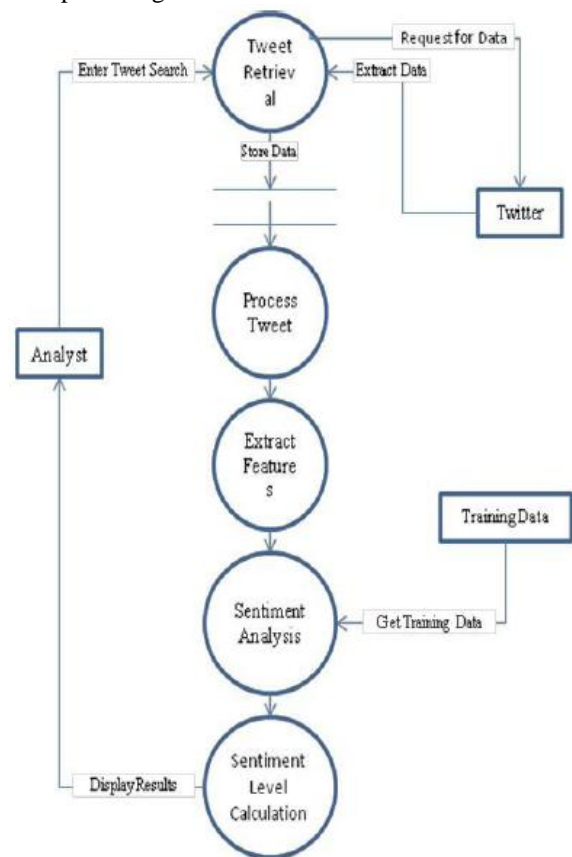 Tweet
Retriev
al
Request for Data
Enter Tweet Search
Extract Data
Store Data
Twitter
Process
Tweet
Analyst
Extract
Feature
s
Training Data
Sentiment
Analysis
Get Training Data
Sentiment
Level
Calculation
Display Results